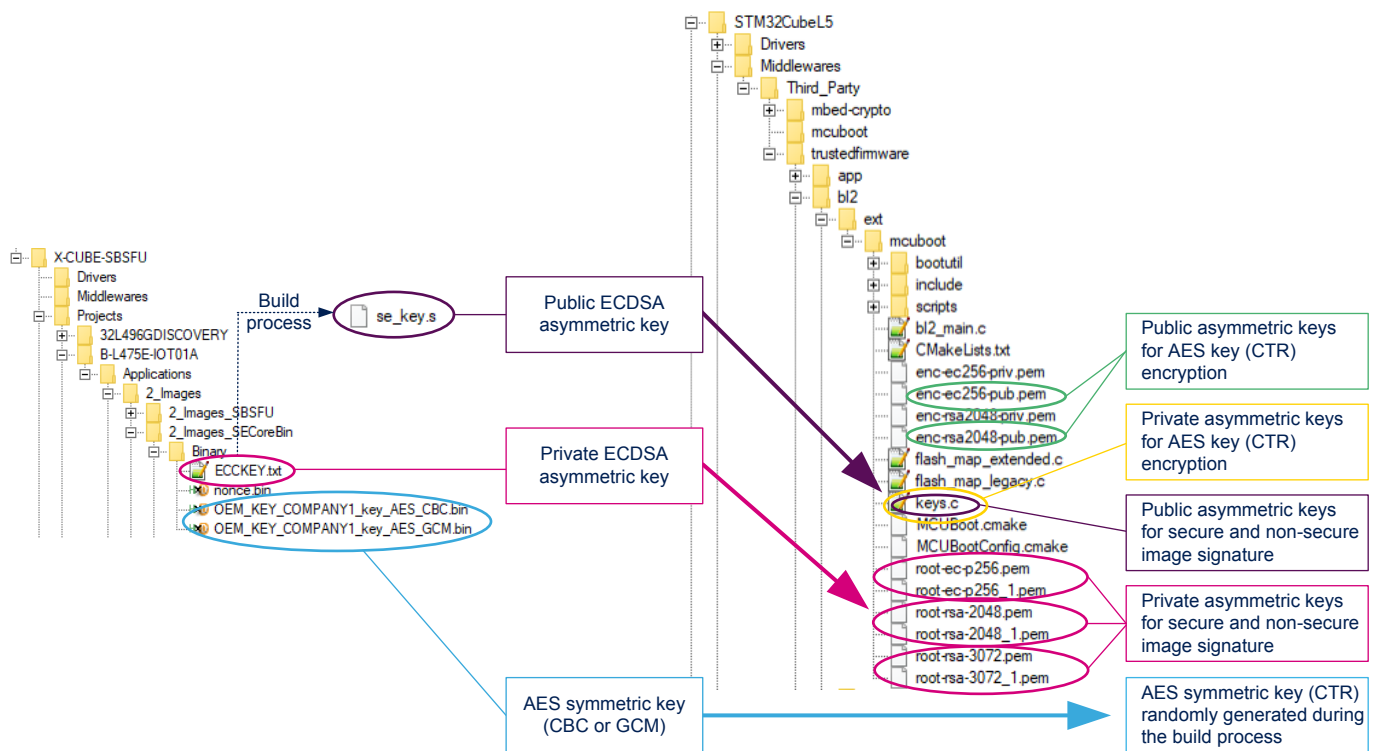 X-CUBE-SBSFU
Drivers
Middlewares
Projects
32L496GDISCOVERY
B-L475E-IOT01A
Applications
2_Images
2_Images_SBSFU
2_Images_SECoreBin
Binary
ECCKEY.txt
nonce.bin
OEM_KEY_COMPANY1_key_AES_CBC.bin
OEM_KEY_COMPANY1_key_AES_GCM.bin
Build
process
se_key.s
Public ECDSA
asymmetric key
Private ECDSA
asymmetric key
AES symmetric key
(CBC or GCM)
STM32CubeL5
Drivers
Middlewares
Third_Party
mbed-crypto
mcuboot
trustedfirmware
app
bl2
ext
mcuboot
bootutil
include
scripts
bl2_main.c
CMakeLists.txt
enc-ec256-priv.pem
enc-ec256-pub.pem
enc-rsa2048-priv.pem
enc-rsa2048-pub.pem
flash_map_extended.c
flash_map_legacy.c
keys.c
MCUBoot.cmake
MCUBootConfig.cmake
root-ec-p256.pem
root-ec-p256_1.pem
root-rsa-2048.pem
root-rsa-2048_1.pem
root-rsa-3072.pem
root-rsa-3072_1.pem
Public asymmetric keys
for AES key (CTR)
encryption
Private asymmetric keys
for AES key (CTR)
encryption
Public asymmetric keys
for secure and non-secure
image signature
Private asymmetric keys
for secure and non-secure
image signature
AES symmetric key (CTR)
randomly generated during
the build process